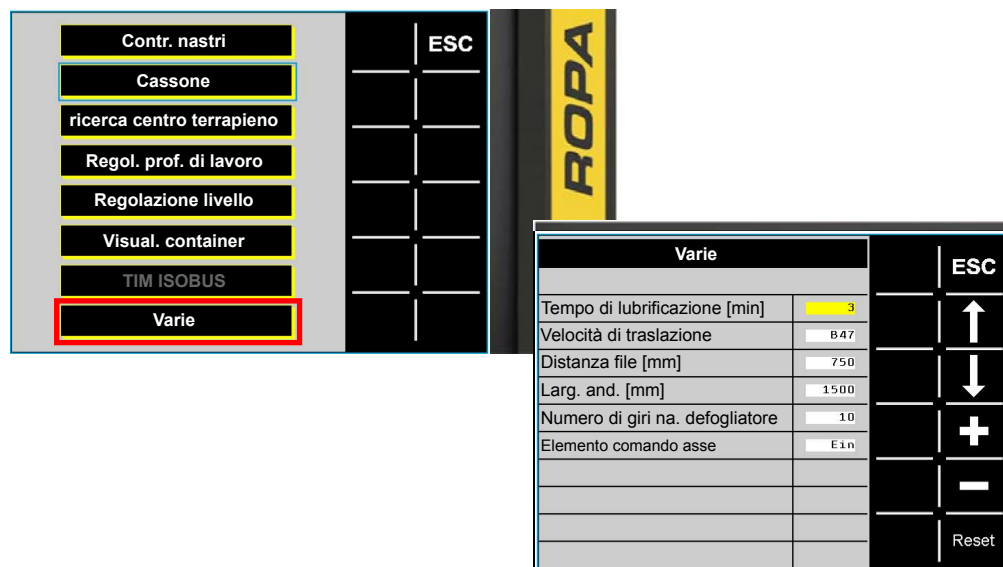 Contr. nastri
ESC
Cassone
ricerca centro terrapieno
Regol. prof. di lavoro
Regolazione livello
Visual. container
TIM ISOBUS
Varie
ROPA
Varie
ESC
Tempo di lubrificazione [min] 3
Velocità di traslazione B47
Distanza file [mm] 750
Larg. and. [mm] 1500
Numero di giri na. defogliatore 10
Elemento comando asse Ein
Reset